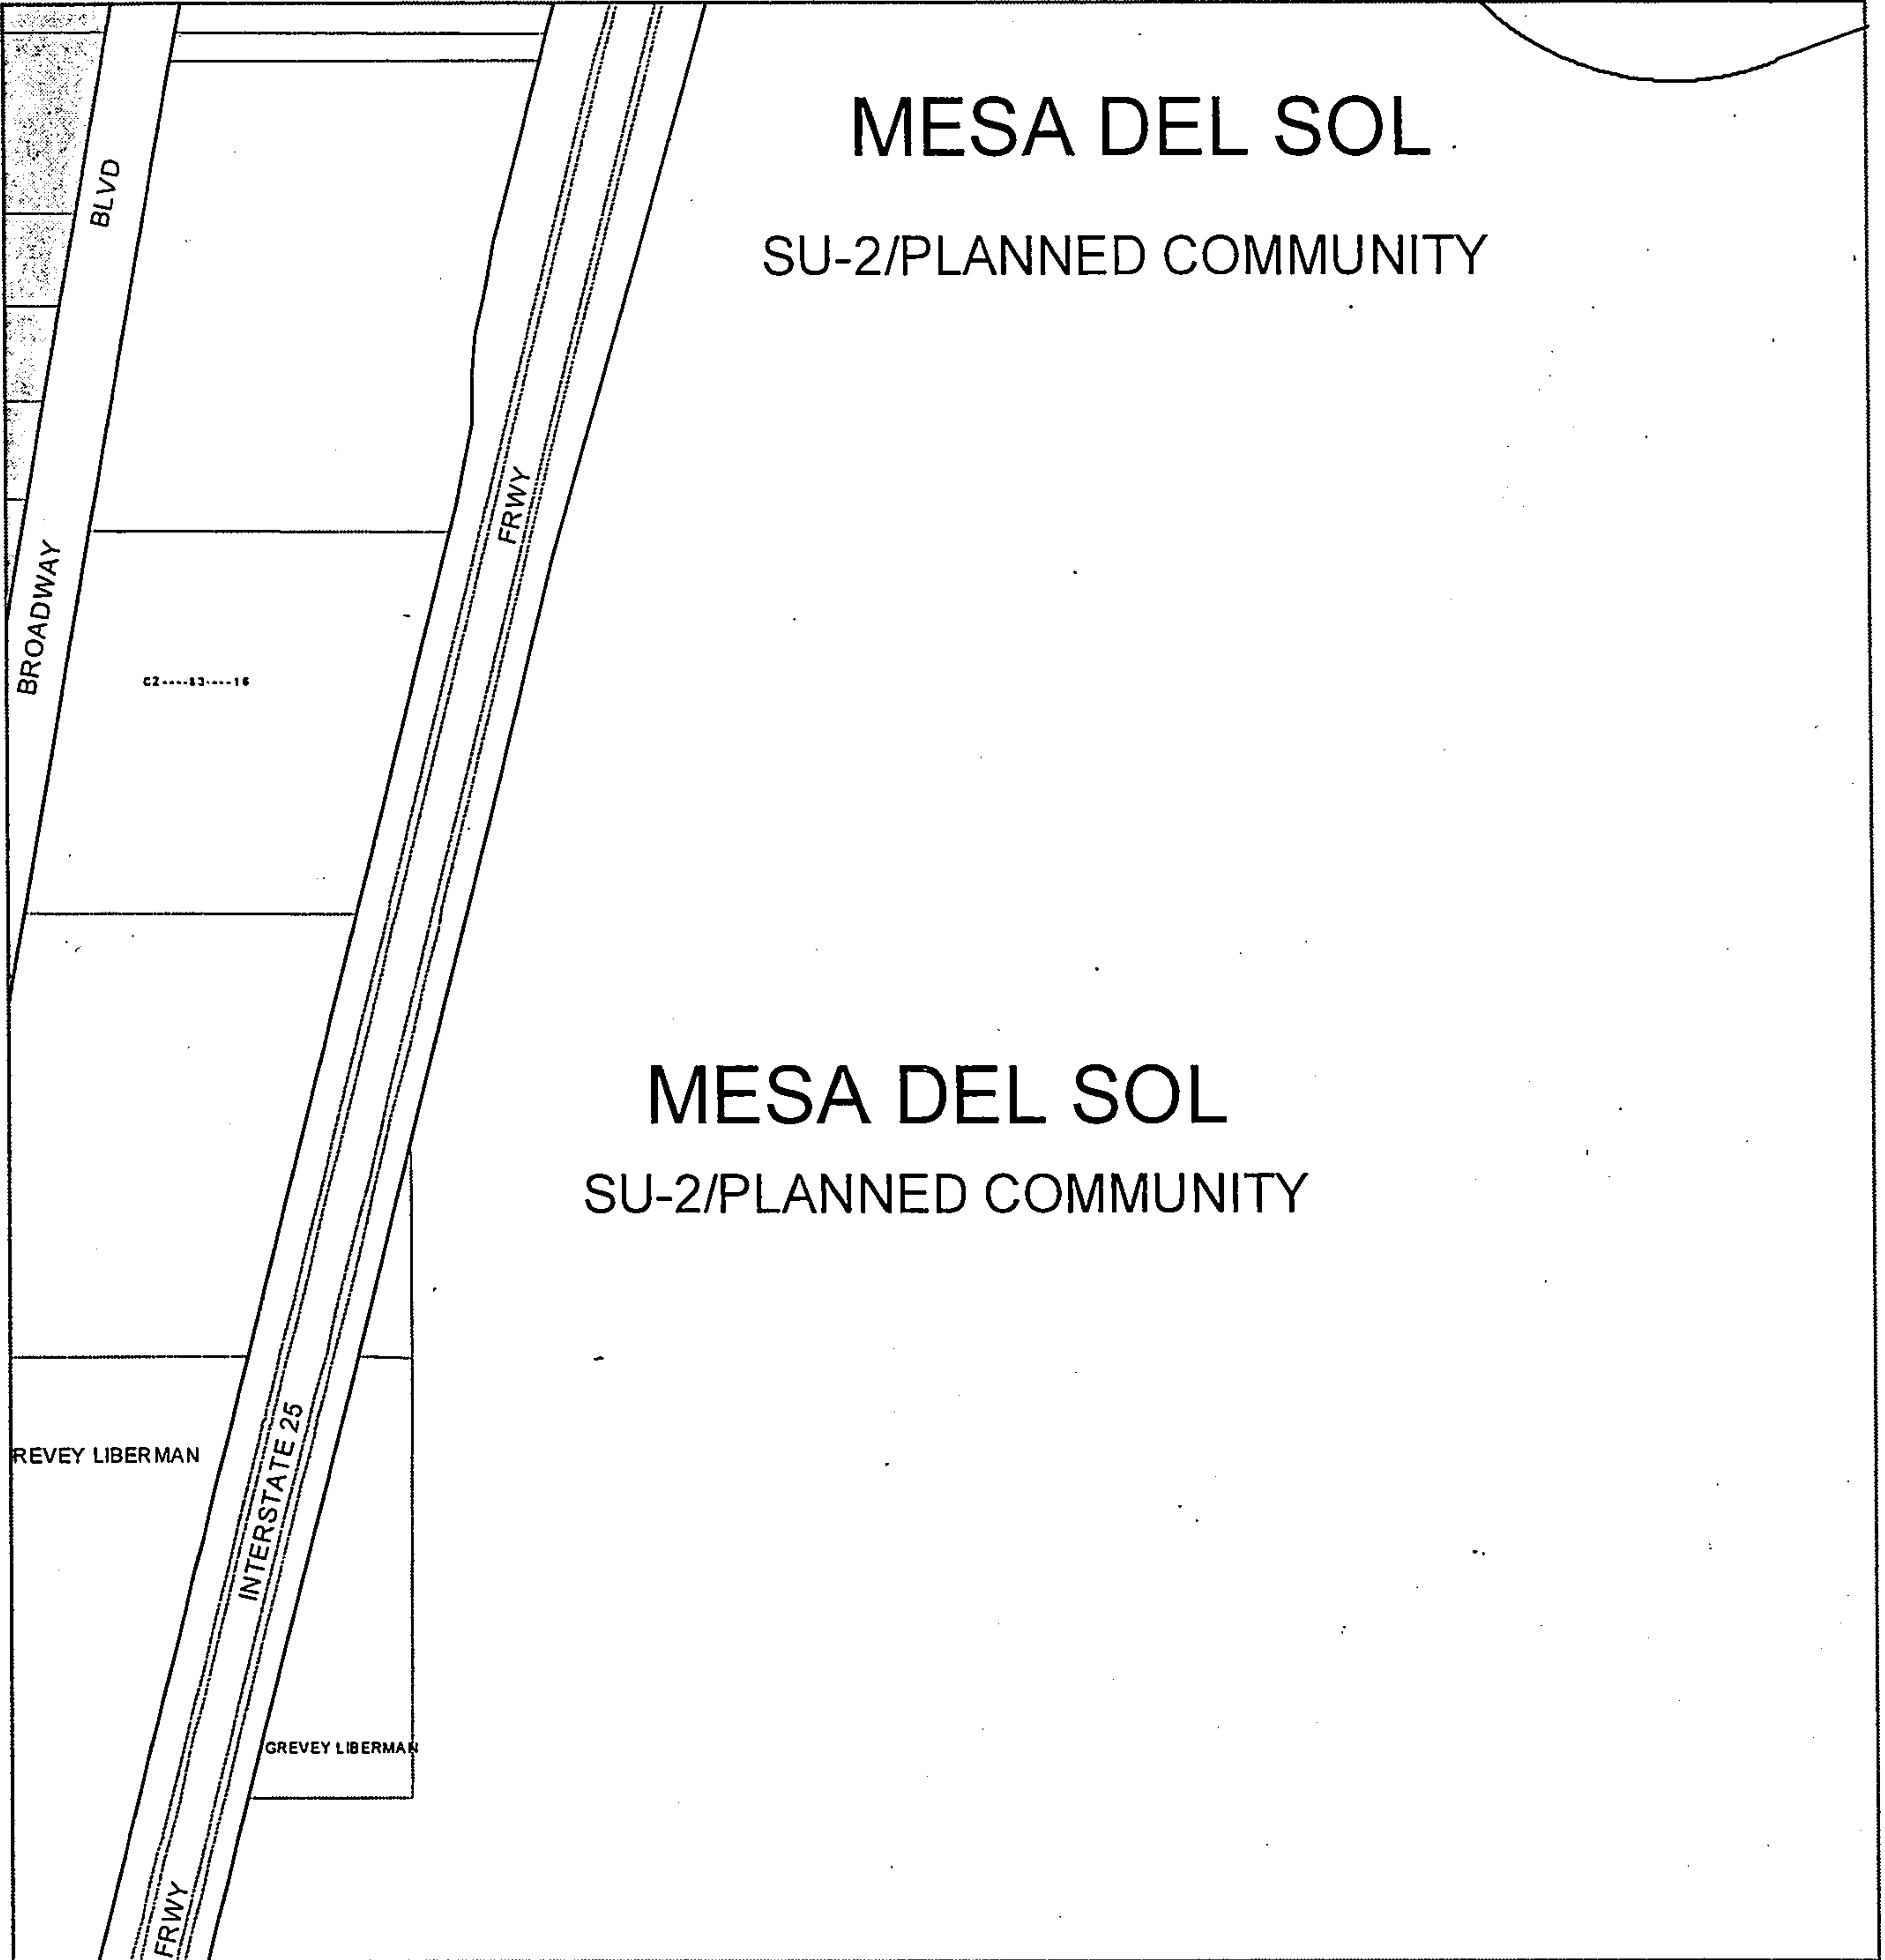 MESA DEL SOL
SU-2/PLANNED COMMUNITY
BLVD
FRWY
BROADWAY
MESA DEL SOL
SU-2/PLANNED COMMUNITY
INTERSTATE 25
REVEY LIBERMAN
GREVEY LIBERMAN
FRWY